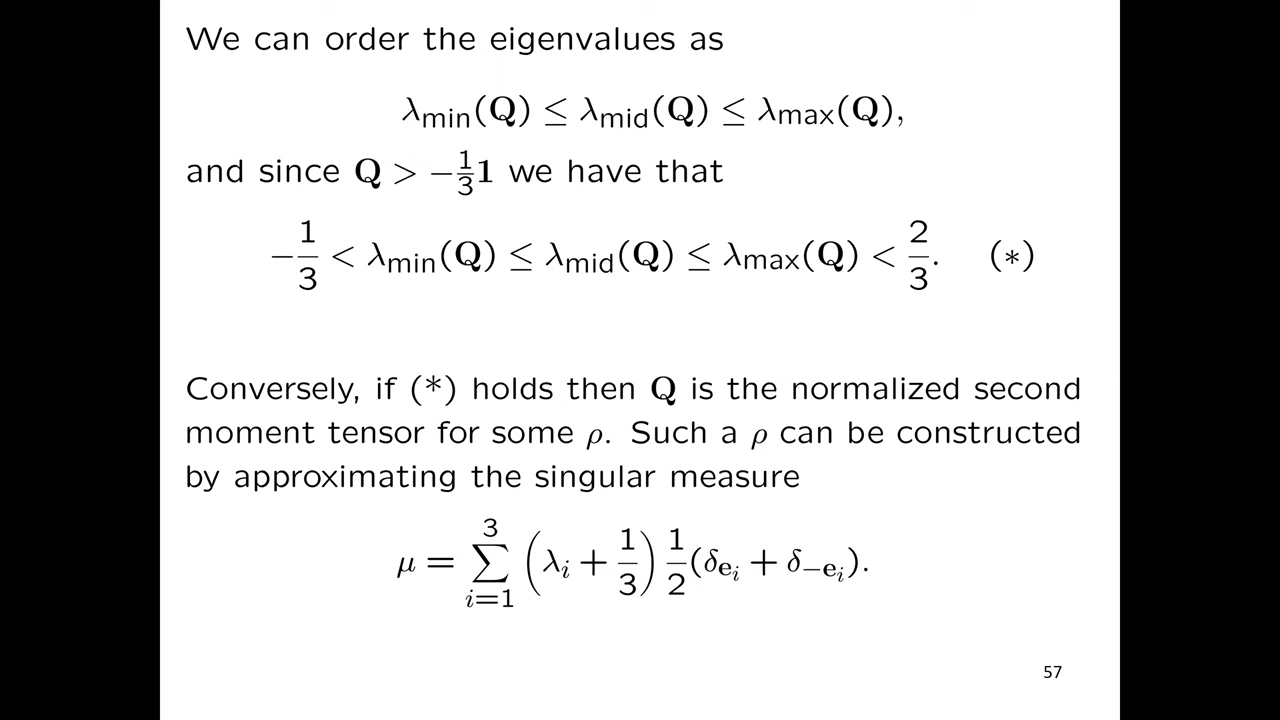 We can order the eigenvalues as
λ_min(Q) ≤ λ_mid(Q) ≤ λ_max(Q),
and since Q > −1/3 1 we have that
−1/3 < λ_min(Q) ≤ λ_mid(Q) ≤ λ_max(Q) < 2/3. (∗)
Conversely, if (*) holds then Q is the normalized second
moment tensor for some ρ. Such a ρ can be constructed
by approximating the singular measure
μ = ∑_{i=1}^{3} (λ_i + 1/3) 1/2 (δ_{e_i} + δ_{−e_i}).
57